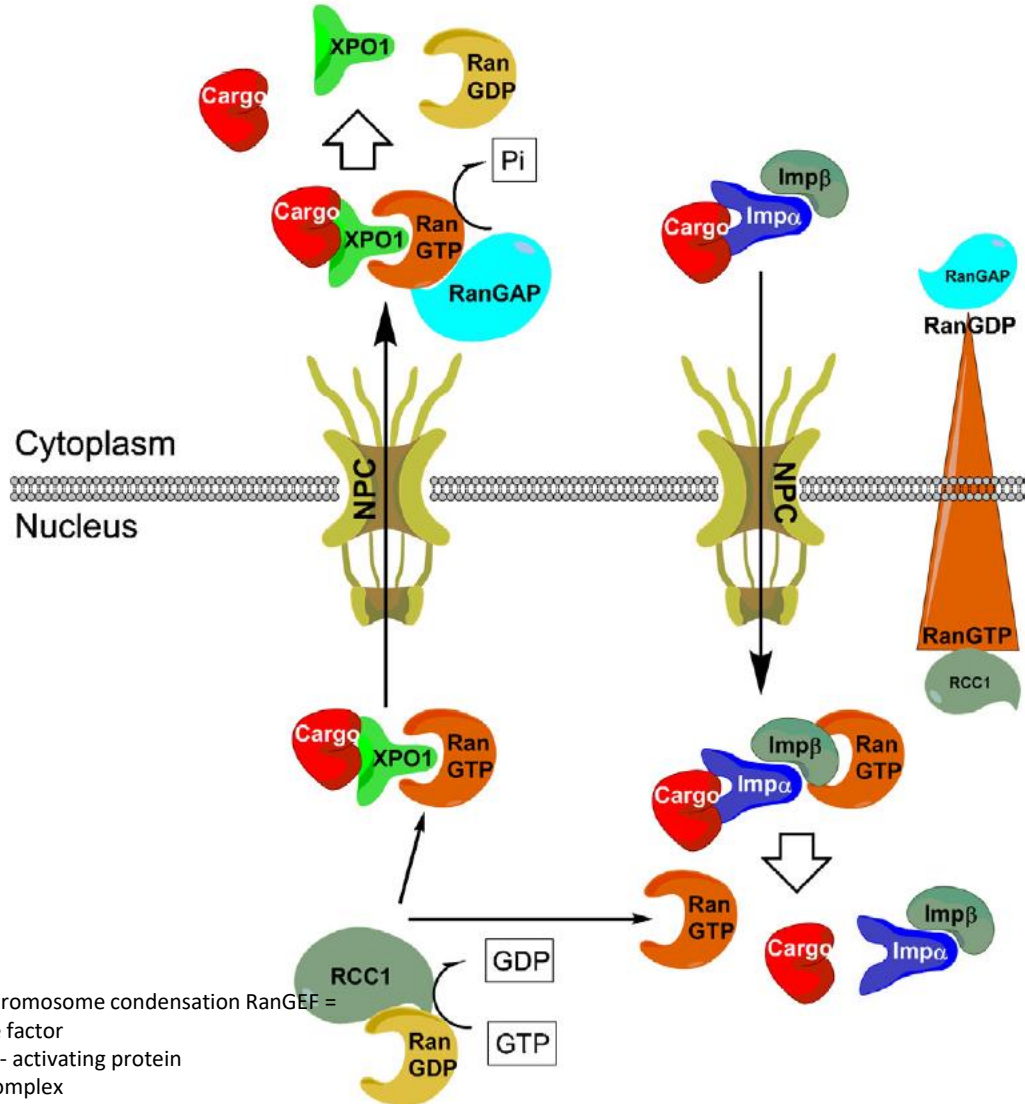 XPO1
Ran
GDP
Cargo
Pi
Cargo
XPO1
Ran
GTP
RanGAP
Impβ
Impα
Cargo
RanGAP
RanGDP
Cytoplasm
Nucleus
NPC
NPC
RanGTP
RCC1
Cargo
XPO1
Ran
GTP
Impβ
Ran
GTP
Impα
Cargo
Ran
GTP
Cargo
Impα
Impβ
RCC1
GDP
GTP
Ran
GDP
romosome condensation RanGEF =
factor
- activating protein
omplex